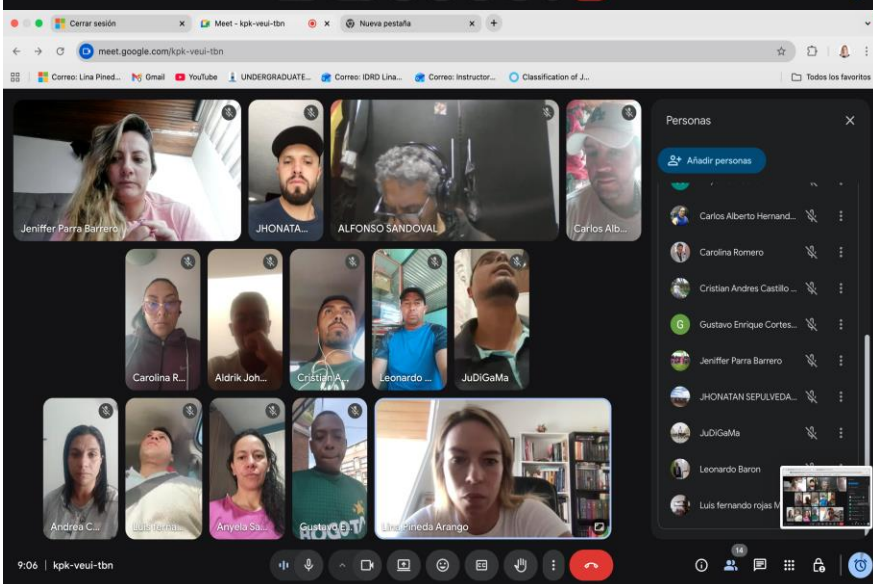 Cerrar sesión
Meet - kpk-veui-tbn
Nueva pestaña
meet.google.com/kpk-veui-tbn
Correo: Lina Pined...
Gmail
YouTube
UNDERGRADUATE...
Correo: IDRD Lina...
Correo: Instructor...
Classification of J...
Todos los favoritos
Jeniffer Parra Barrero
JHONATA...
ALFONSO SANDOVAL
Carlos Alb...
Carolina R...
Aldrik Joh...
Cristian A...
Leonardo ...
JuDiGaMa
Andrea C...
Luis ferna...
Anyela Sa...
Gustavo E...
Lina Pineda Arango
Personas
Añadir personas
Carlos Alberto Hernand...
Carolina Romero
Cristian Andres Castillo ...
G
Gustavo Enrique Cortes...
Jeniffer Parra Barrero
JHONATAN SEPULVEDA...
JuDiGaMa
Leonardo Baron
Luis fernando rojas M
9:06 | kpk-veui-tbn
14